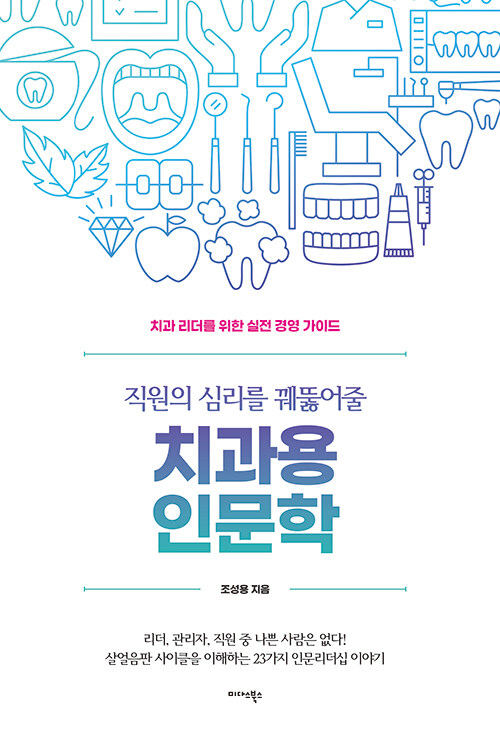 치과 리더를 위한 실전 경영 가이드
직원의 심리를 꿰뚫어줄
치과용
인문학
조성용 지음
리더, 관리자, 직원 중 나쁜 사람은 없다!
살얼음판 사이클을 이해하는 23가지 인문리더십 이야기
미다스북스